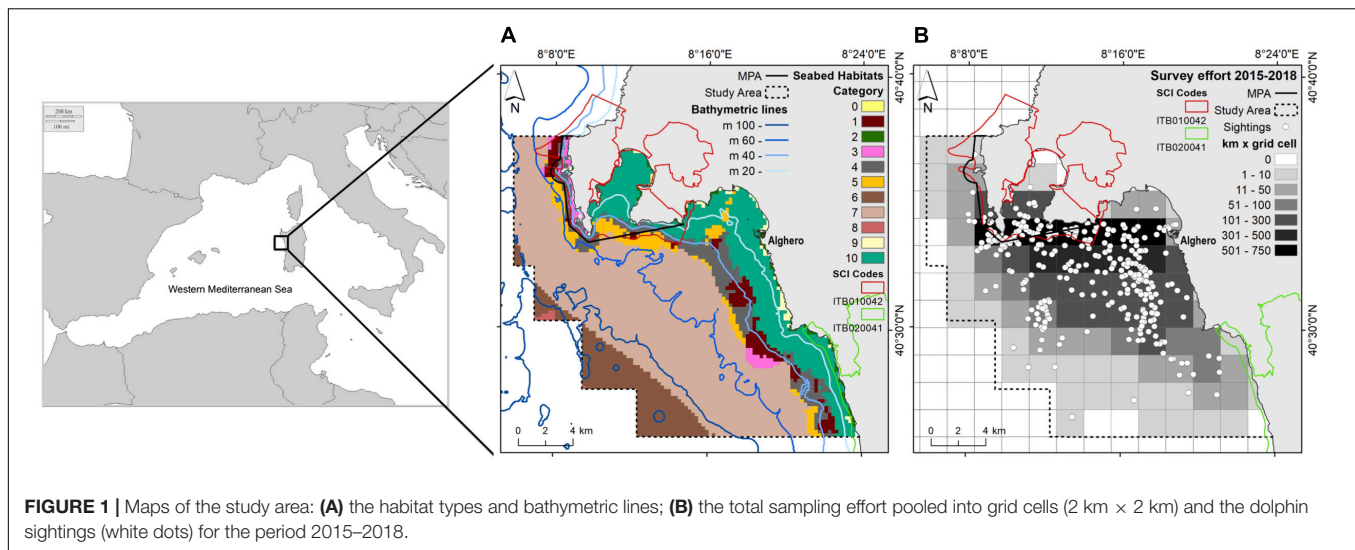 200 km
100 mi
Western Mediterranean Sea
A
8°8'0"E
8°16'0"E
8°24'0"E
40°40'0"N
40°30'0"N
N
MPA
Study Area
Bathymetric lines
m 100 -
m 60 -
m 40 -
m 20 -
Seabed Habitats
Category
0
1
2
3
4
5
6
7
8
9
10
SCI Codes
ITB010042
ITB020041
Alghero
0 2 4 km
B
8°8'0"E
8°16'0"E
8°24'0"E
40°40'0"N
40°30'0"N
N
Survey effort 2015-2018
SCI Codes
ITB010042
ITB020041
MPA
Study Area
Sightings
km x grid cell
0
1 - 10
11 - 50
51 - 100
101 - 300
301 - 500
501 - 750
Alghero
0 2 4 km
FIGURE 1 | Maps of the study area: (A) the habitat types and bathymetric lines; (B) the total sampling effort pooled into grid cells (2 km × 2 km) and the dolphin
sightings (white dots) for the period 2015–2018.